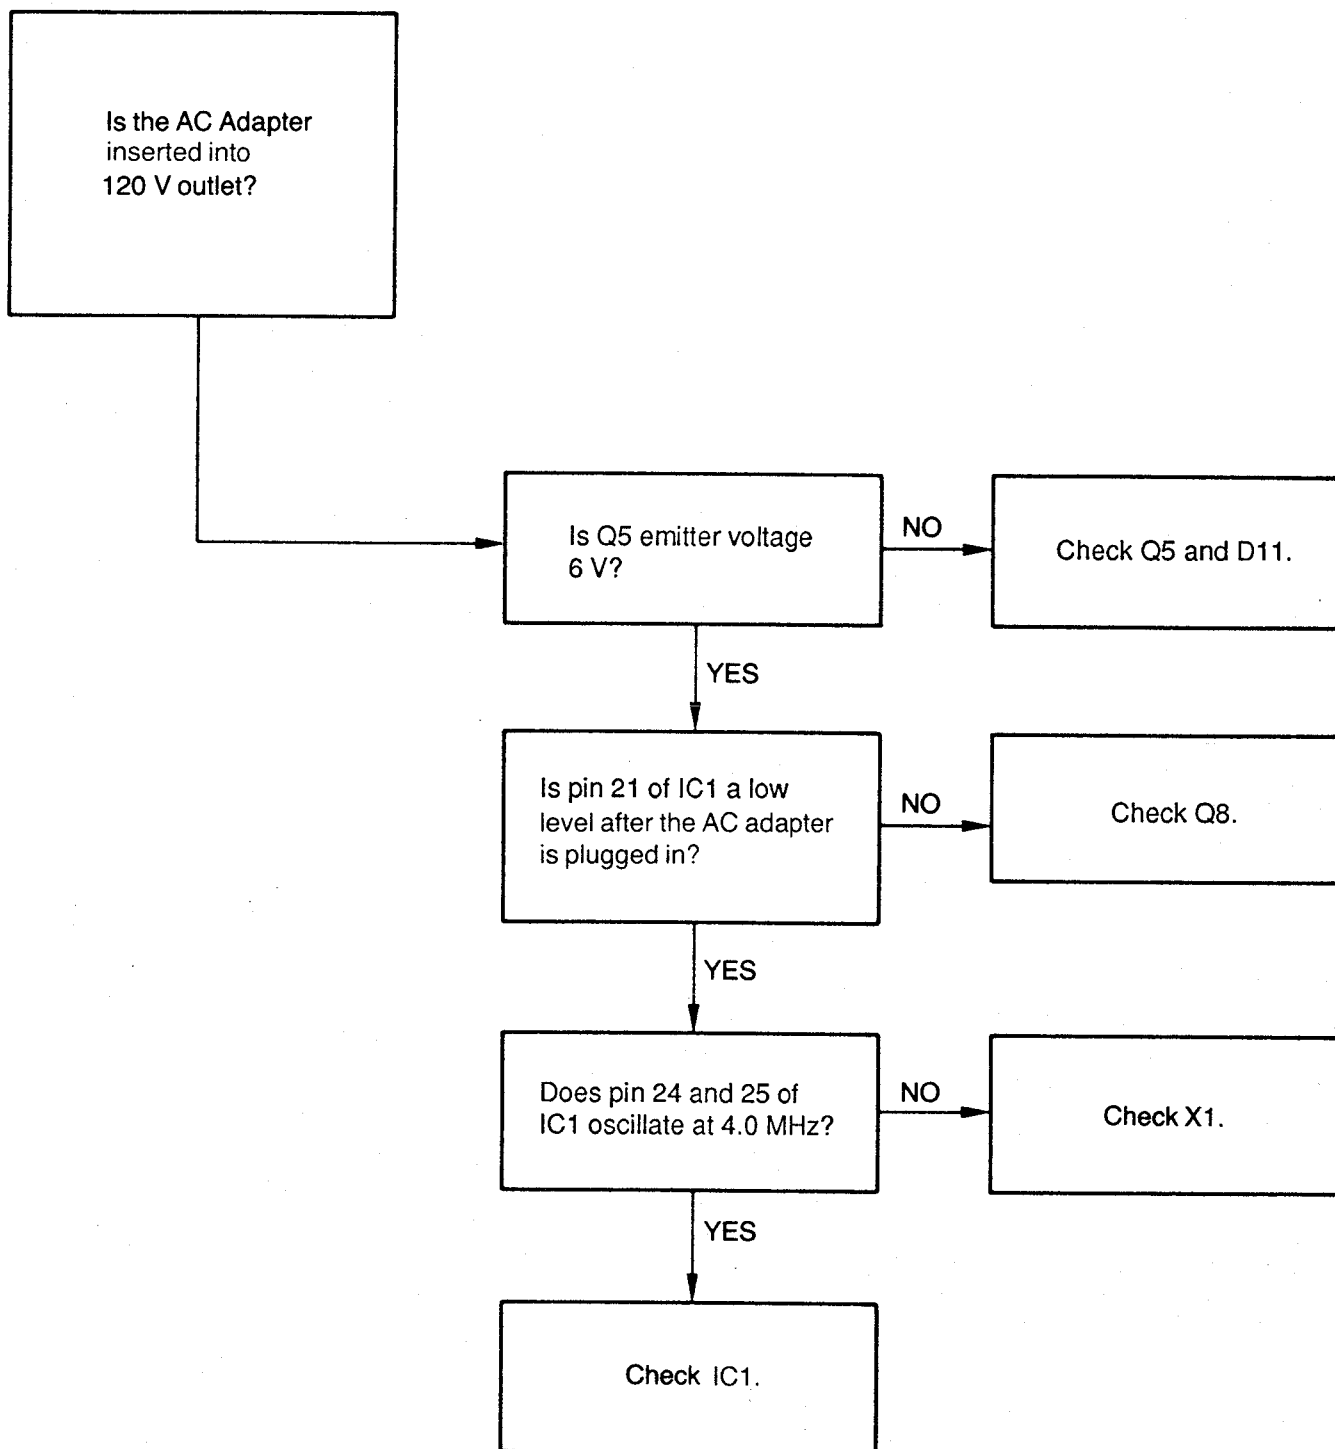 Is the AC Adapter
inserted into
120 V outlet?
Is Q5 emitter voltage
6 V?
NO
Check Q5 and D11.
YES
Is pin 21 of IC1 a low
level after the AC adapter
is plugged in?
NO
Check Q8.
YES
Does pin 24 and 25 of
IC1 oscillate at 4.0 MHz?
NO
Check X1.
YES
Check IC1.